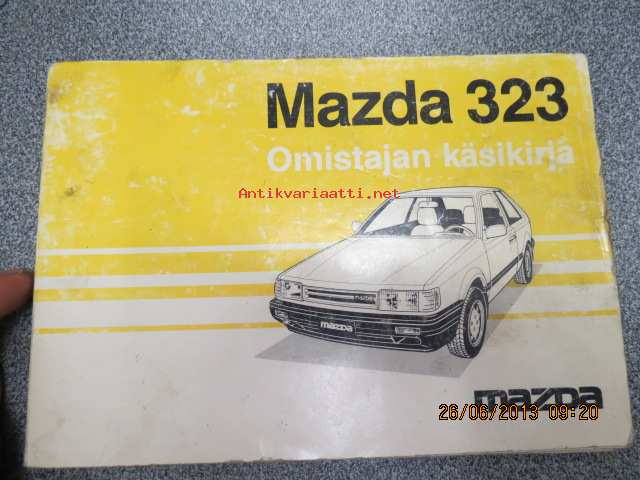 Mazda 323
Omistajan käsikirja
Antikvariaatti.net
mazda
mazda
26/06/2013 09:20